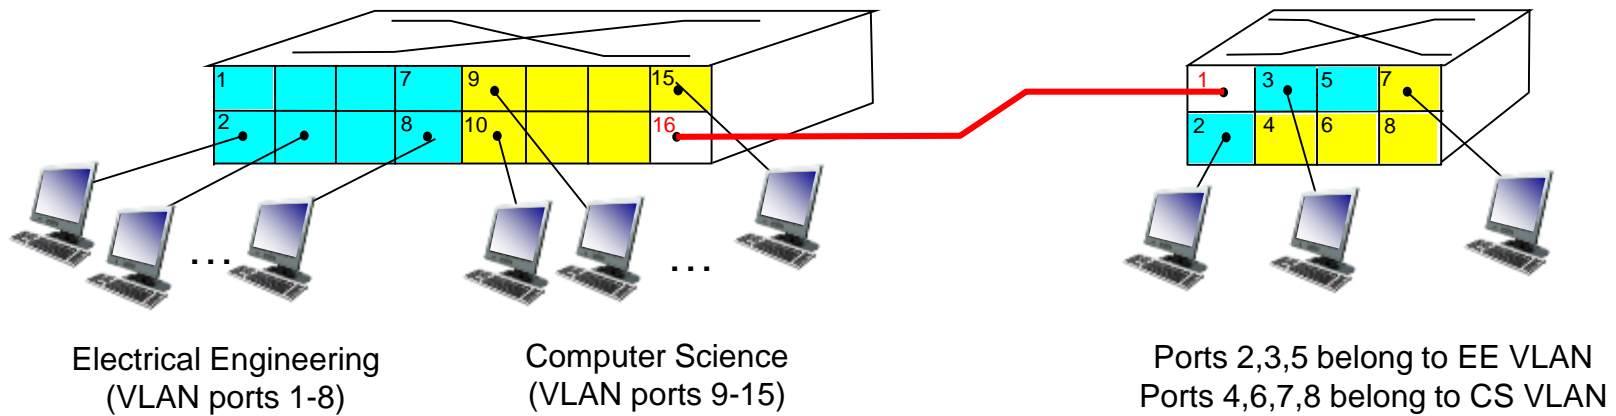 1 7 9 15
2 8 10 16
1 3 5 7
2 4 6 8
... ...
Electrical Engineering
(VLAN ports 1-8)
Computer Science
(VLAN ports 9-15)
Ports 2,3,5 belong to EE VLAN
Ports 4,6,7,8 belong to CS VLAN